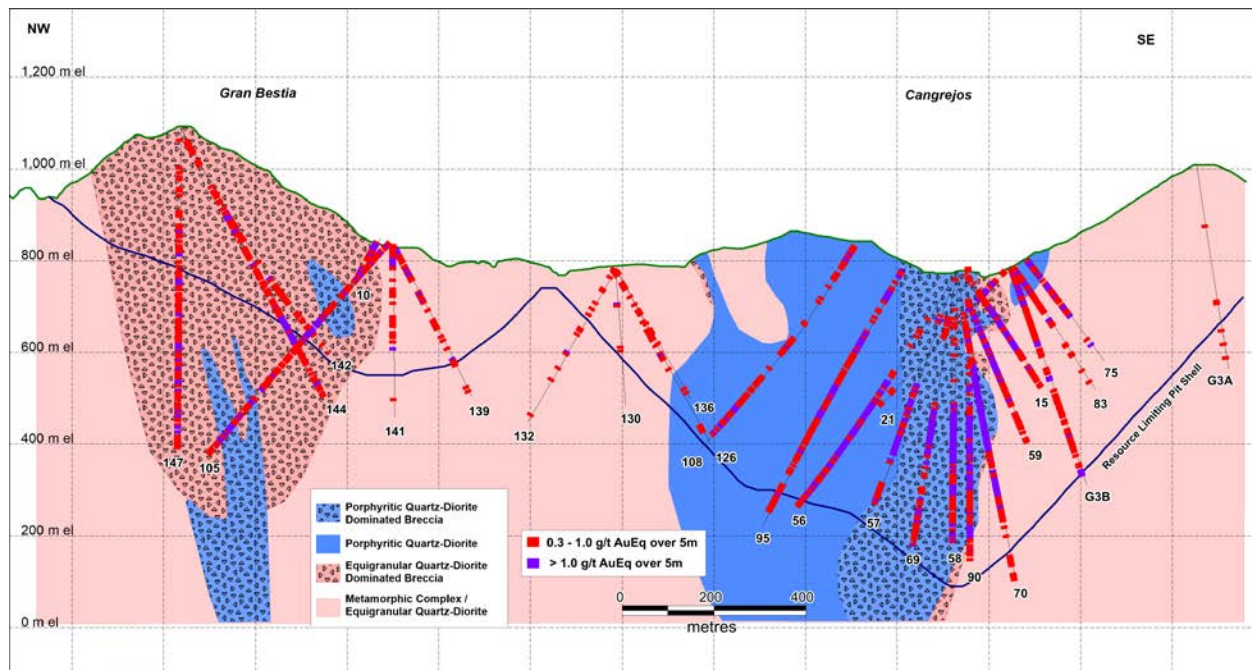 NW
SE
Gran Bestia
Cangrejos
1,200 m el
1,000 m el
800 m el
600 m el
400 m el
200 m el
0 m el
10
142
144
147
105
141
139
132
130
136
108
126
21
95
56
57
69
58
90
70
59
15
83
75
G3B
G3A
Resource Limiting Pit Shell
Porphyritic Quartz-Diorite
Dominated Breccia
Porphyritic Quartz-Diorite
Equigranular Quartz-Diorite
Dominated Breccia
Metamorphic Complex /
Equigranular Quartz-Diorite
0.3 - 1.0 g/t AuEq over 5m
> 1.0 g/t AuEq over 5m
0 200 400
metres